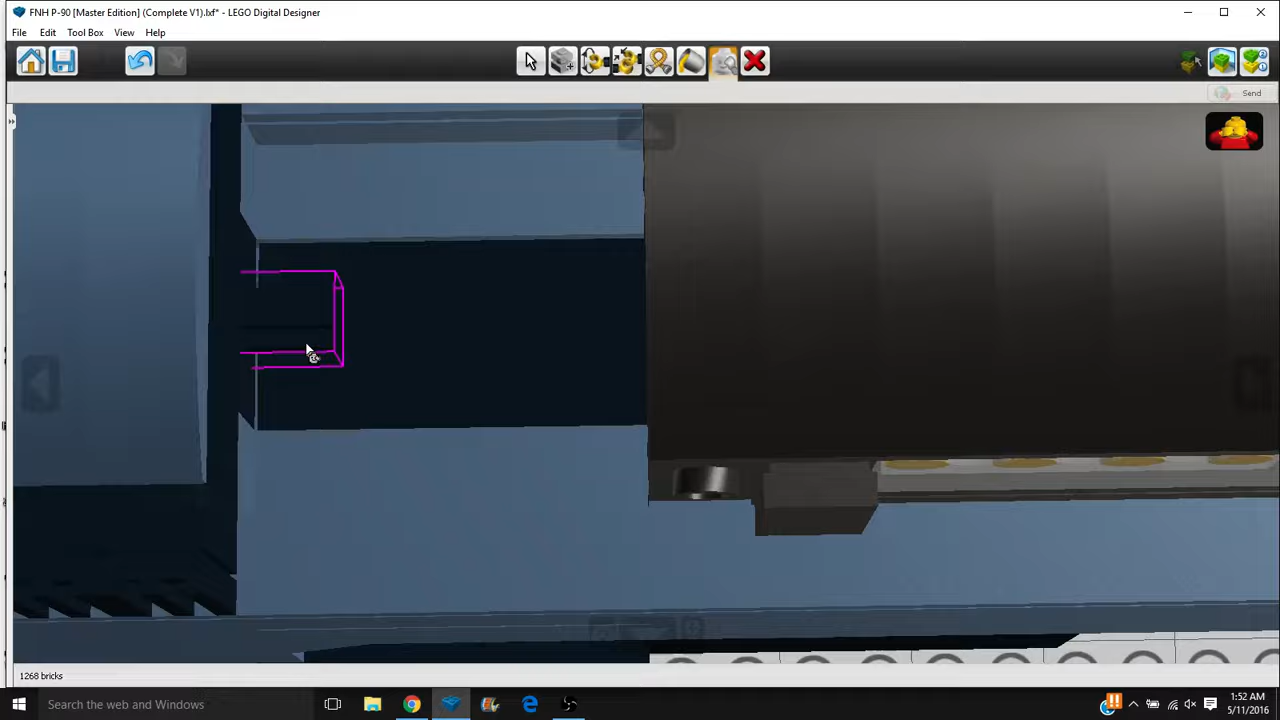 FNH P-90 [Master Edition] (Complete V1).lxf* - LEGO Digital Designer
File Edit Tool Box View Help
Send
1268 bricks
Search the web and Windows
1:52 AM
5/11/2016